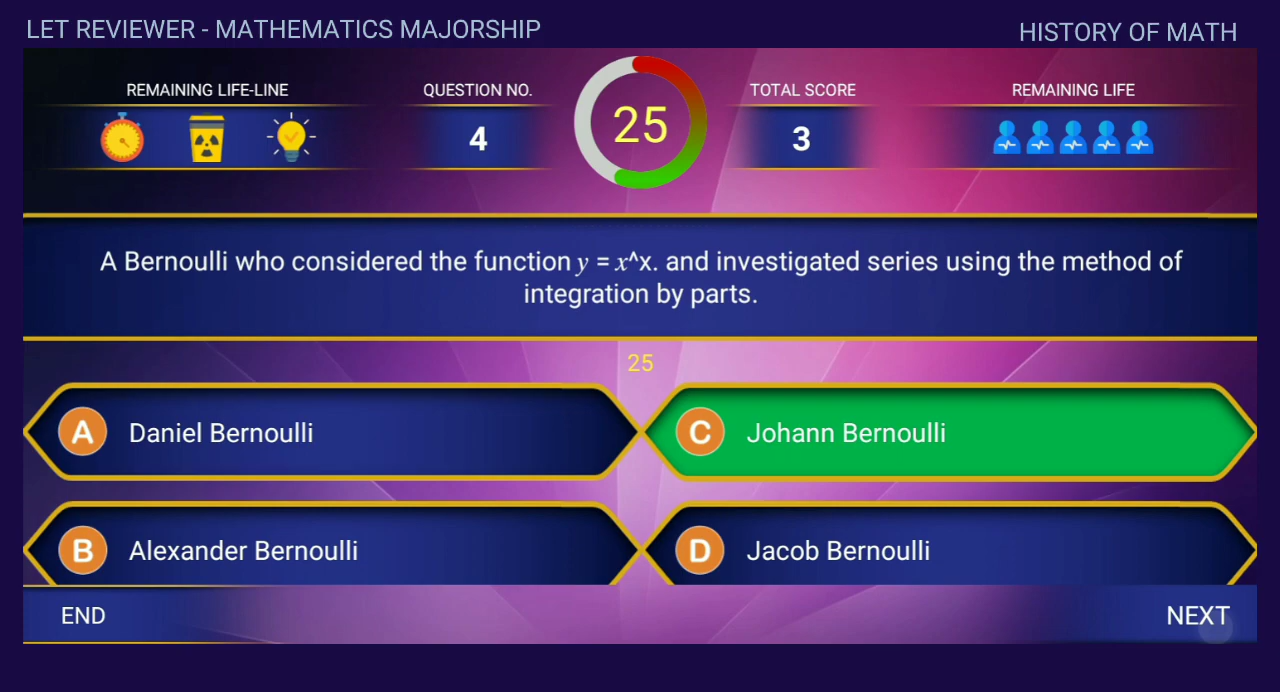 LET REVIEWER - MATHEMATICS MAJORSHIP
HISTORY OF MATH
REMAINING LIFE-LINE
QUESTION NO.
25
TOTAL SCORE
REMAINING LIFE
4
3
A Bernoulli who considered the function y = x^x. and investigated series using the method of
integration by parts.
25
A Daniel Bernoulli
C Johann Bernoulli
B Alexander Bernoulli
D Jacob Bernoulli
END
NEXT